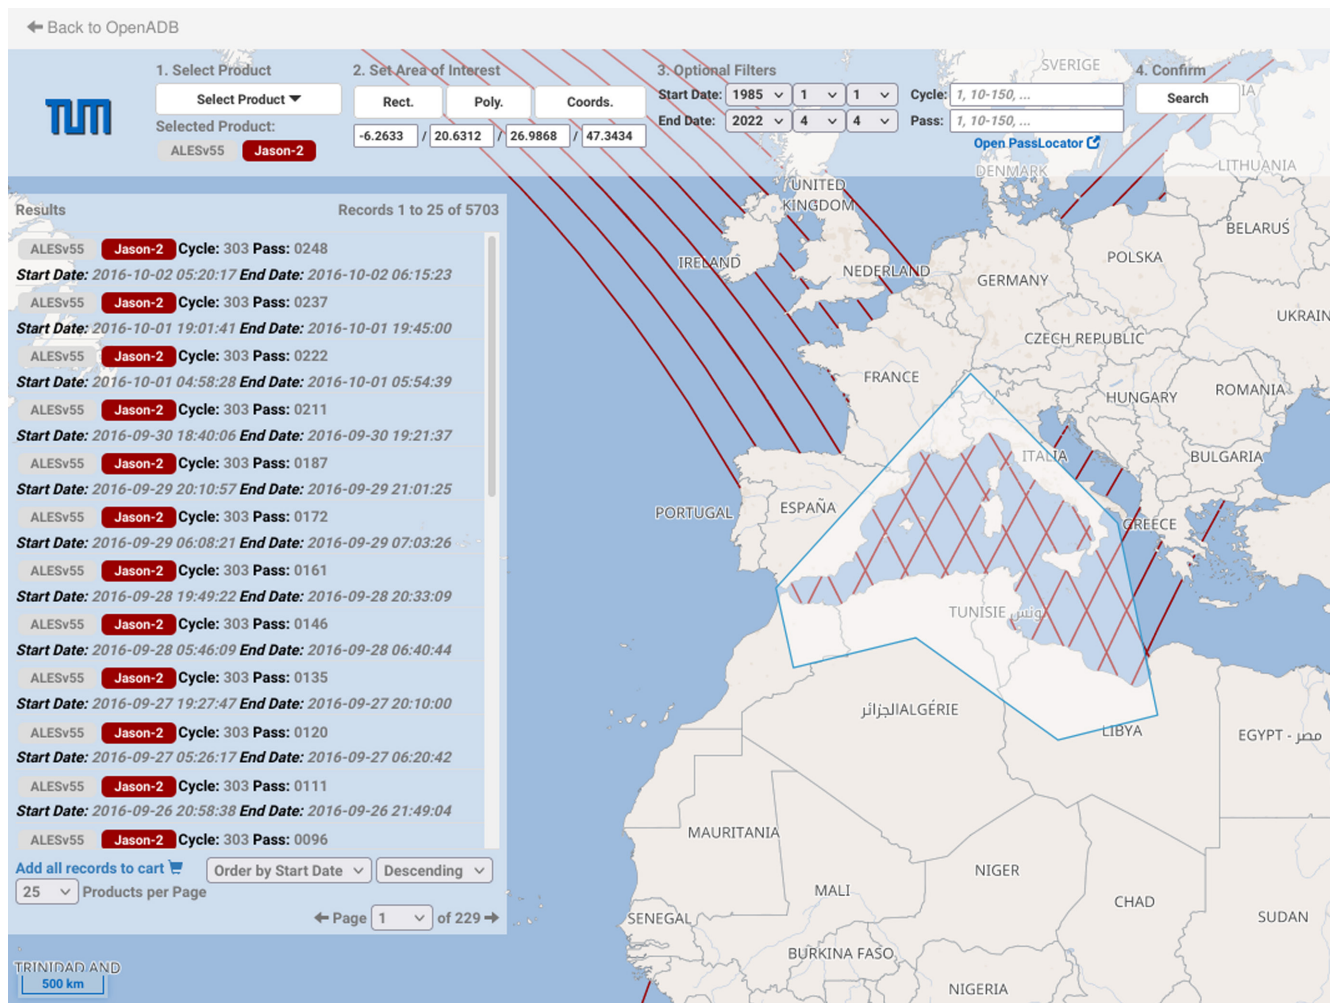 Back to OpenADB
1. Select Product
2. Set Area of Interest
3. Optional Filters
4. Confirm
Select Product
Rect.
Poly.
Coords.
Start Date: 1985 1 1
Cycle: 1, 10-150, ...
Search
Selected Product:
-6.2633 / 20.6312 / 26.9868 / 47.3434
End Date: 2022 4 4
Pass: 1, 10-150, ...
TUM
ALESv55 Jason-2
Open PassLocator
Results
Records 1 to 25 of 5703
ALESv55 Jason-2 Cycle: 303 Pass: 0248
Start Date: 2016-10-02 05:20:17 End Date: 2016-10-02 06:15:23
ALESv55 Jason-2 Cycle: 303 Pass: 0237
Start Date: 2016-10-01 19:01:41 End Date: 2016-10-01 19:45:00
ALESv55 Jason-2 Cycle: 303 Pass: 0222
Start Date: 2016-10-01 04:58:28 End Date: 2016-10-01 05:54:39
ALESv55 Jason-2 Cycle: 303 Pass: 0211
Start Date: 2016-09-30 18:40:06 End Date: 2016-09-30 19:21:37
ALESv55 Jason-2 Cycle: 303 Pass: 0187
Start Date: 2016-09-29 20:10:57 End Date: 2016-09-29 21:01:25
ALESv55 Jason-2 Cycle: 303 Pass: 0172
Start Date: 2016-09-29 06:08:21 End Date: 2016-09-29 07:03:26
ALESv55 Jason-2 Cycle: 303 Pass: 0161
Start Date: 2016-09-28 19:49:22 End Date: 2016-09-28 20:33:09
ALESv55 Jason-2 Cycle: 303 Pass: 0146
Start Date: 2016-09-28 05:46:09 End Date: 2016-09-28 06:40:44
ALESv55 Jason-2 Cycle: 303 Pass: 0135
Start Date: 2016-09-27 19:27:47 End Date: 2016-09-27 20:10:00
ALESv55 Jason-2 Cycle: 303 Pass: 0120
Start Date: 2016-09-27 05:26:17 End Date: 2016-09-27 06:20:42
ALESv55 Jason-2 Cycle: 303 Pass: 0111
Start Date: 2016-09-26 20:58:38 End Date: 2016-09-26 21:49:04
ALESv55 Jason-2 Cycle: 303 Pass: 0096
Add all records to cart
Order by Start Date
Descending
25 Products per Page
Page 1 of 229
TRINIDAD AND
500 km
SVERIGE
IA
DENMARK
LITHUANIA
UNITED
KINGDOM
BELARUS
IRELAND
NEDERLAND
POLSKA
GERMANY
UKRAIN
CZECH REPUBLIC
FRANCE
HUNGARY
ROMANIA
ITALIA
BULGARIA
PORTUGAL
ESPAÑA
GREECE
TUNISIE تونس
ALGÉRIE الجزائر
LIBYA
EGYPT - مصر
MAURITANIA
NIGER
MALI
CHAD
SENEGAL
SUDAN
BURKINA FASO
NIGERIA